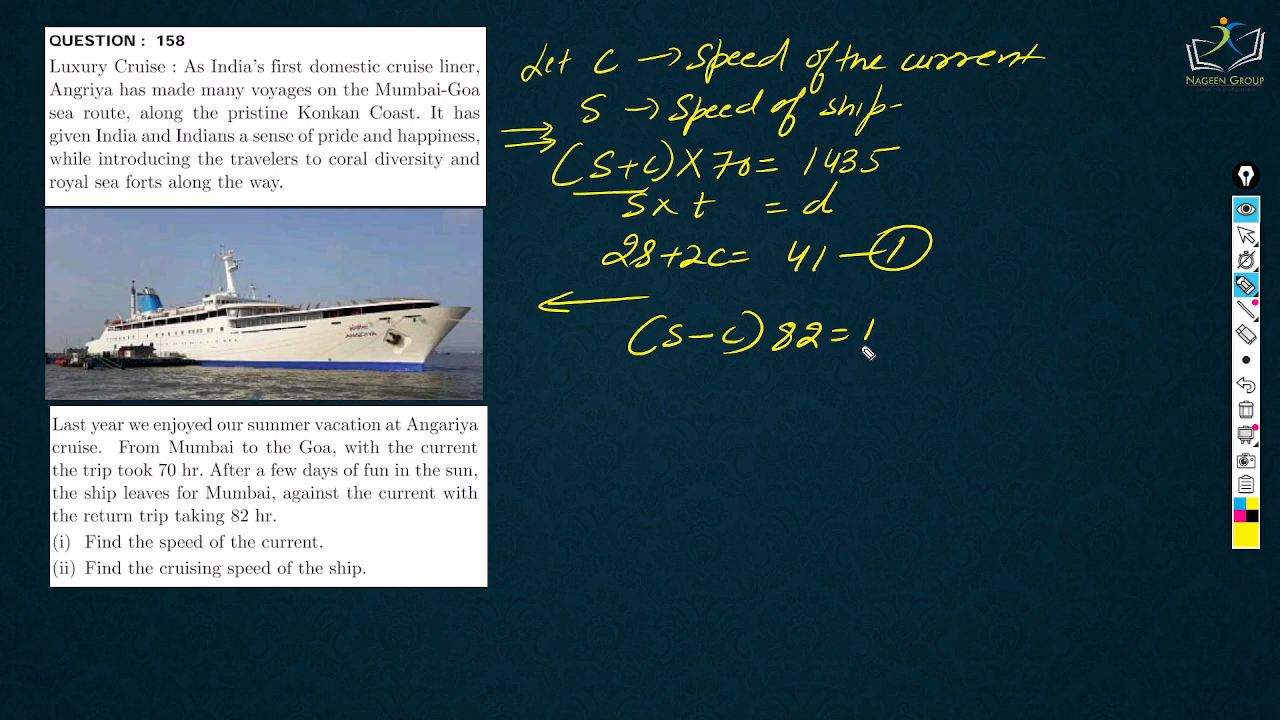 QUESTION : 158
Luxury Cruise : As India's first domestic cruise liner,
Angriya has made many voyages on the Mumbai-Goa
sea route, along the pristine Konkan Coast. It has
given India and Indians a sense of pride and happiness,
while introducing the travelers to coral diversity and
royal sea forts along the way.
Last year we enjoyed our summer vacation at Angariya
cruise. From Mumbai to the Goa, with the current
the trip took 70 hr. After a few days of fun in the sun,
the ship leaves for Mumbai, against the current with
the return trip taking 82 hr.
(i) Find the speed of the current.
(ii) Find the cruising speed of the ship.
Let C → Speed of the current
S → Speed of ship
(S+C) X 70 = 1435
S x t = d
2S+2C = 41 — 1
(S-C) 82 = 1
NAGEEN GROUP